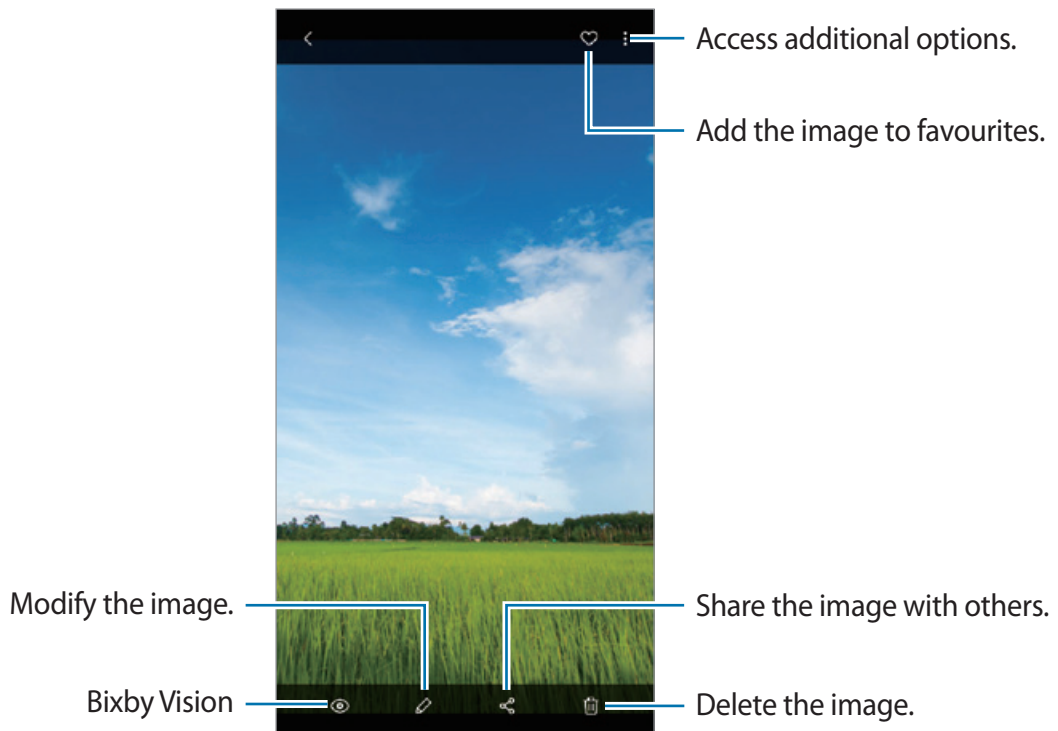 Access additional options.
Add the image to favourites.
Modify the image.
Share the image with others.
Bixby Vision
Delete the image.